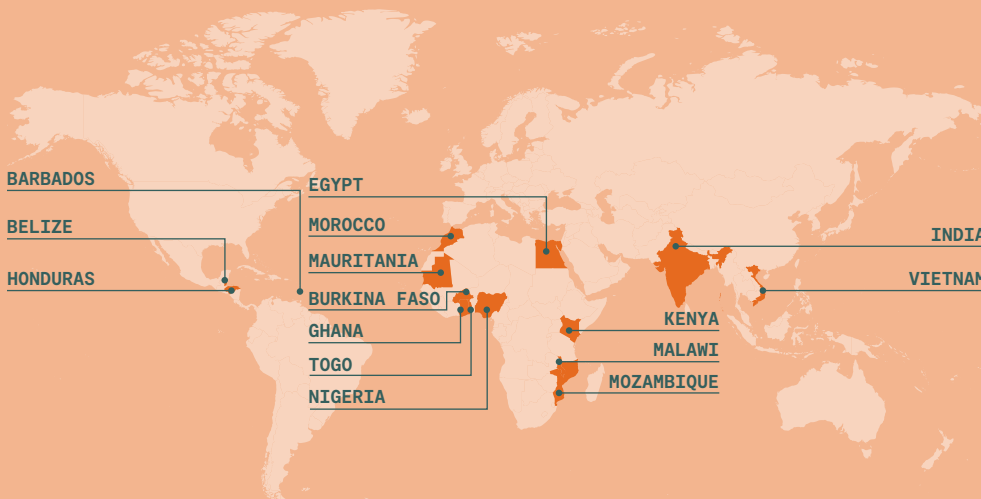 BARBADOS
BELIZE
HONDURAS
EGYPT
MOROCCO
MAURITANIA
BURKINA FASO
GHANA
TOGO
NIGERIA
KENYA
MALAWI
MOZAMBIQUE
INDIA
VIETNAM